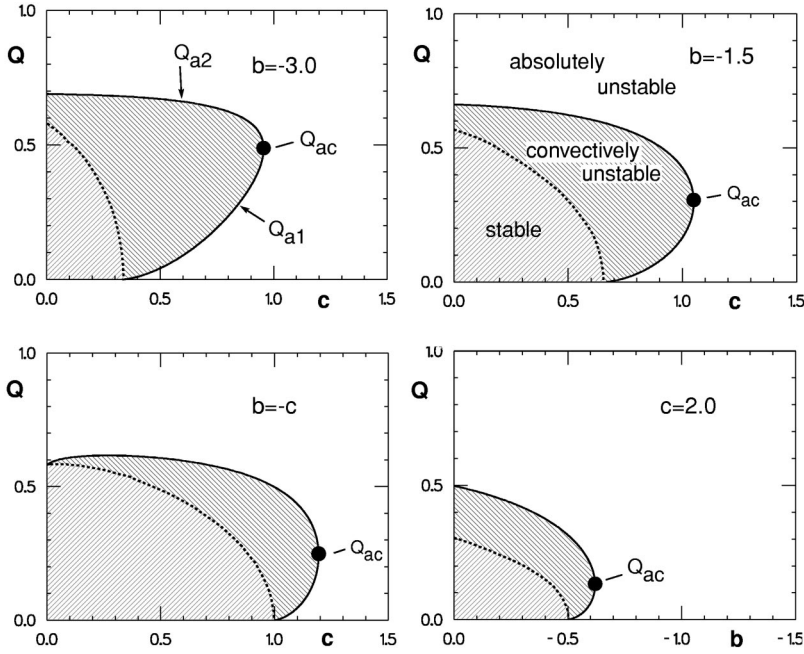 1.0
Q
Q_a2
b=-3.0
0.5
Q_ac
Q_a1
0.0
0.0 0.5 1.0 1.5
c
1.0
Q
b=-1.5
absolutely
unstable
0.5
convectively
unstable
Q_ac
stable
0.0
0.0 0.5 1.0 1.5
c
1.0
Q
b=-c
0.5
Q_ac
0.0
0.0 0.5 1.0 1.5
c
1.0
Q
c=2.0
0.5
Q_ac
0.0
0.0 -0.5 -1.0 -1.5
b